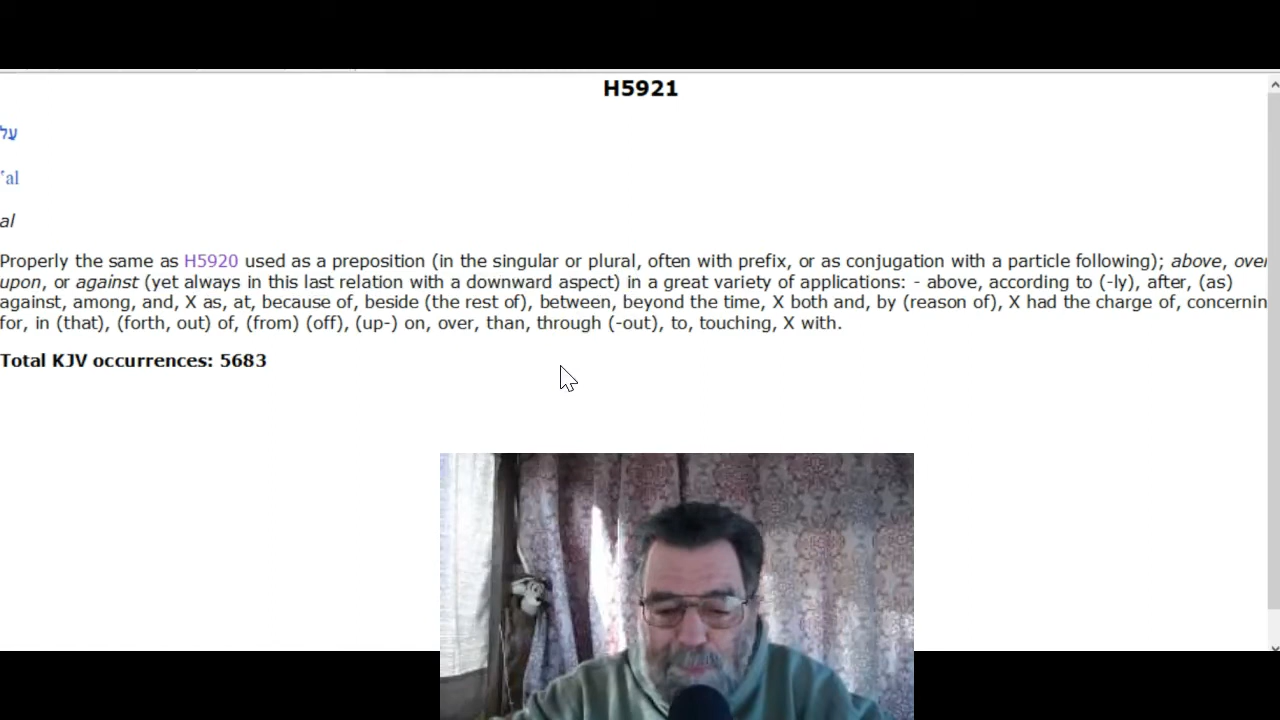 H5921
עַל
‛al
al
Properly the same as H5920 used as a preposition (in the singular or plural, often with prefix, or as conjugation with a particle following); above, over
upon, or against (yet always in this last relation with a downward aspect) in a great variety of applications: - above, according to (-ly), after, (as)
against, among, and, X as, at, because of, beside (the rest of), between, beyond the time, X both and, by (reason of), X had the charge of, concernin
for, in (that), (forth, out) of, (from) (off), (up-) on, over, than, through (-out), to, touching, X with.
Total KJV occurrences: 5683